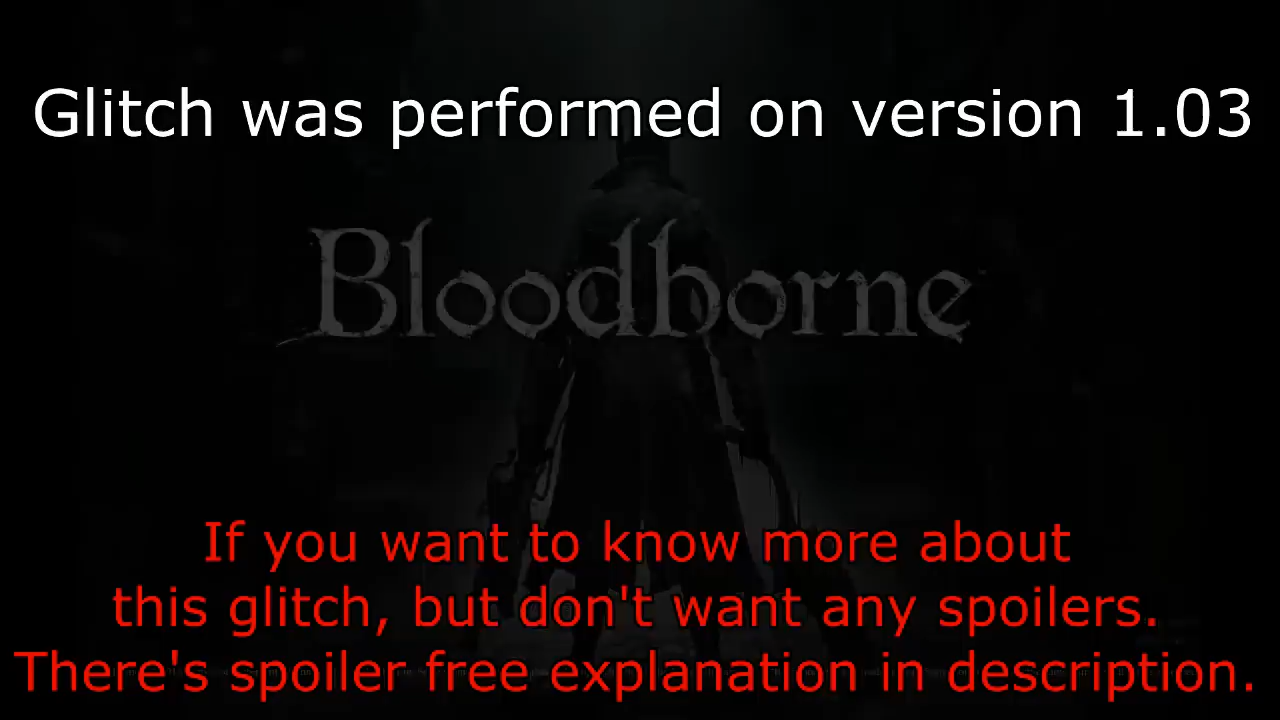 Glitch was performed on version 1.03
Bloodborne
If you want to know more about
this glitch, but don't want any spoilers.
There's spoiler free explanation in description.